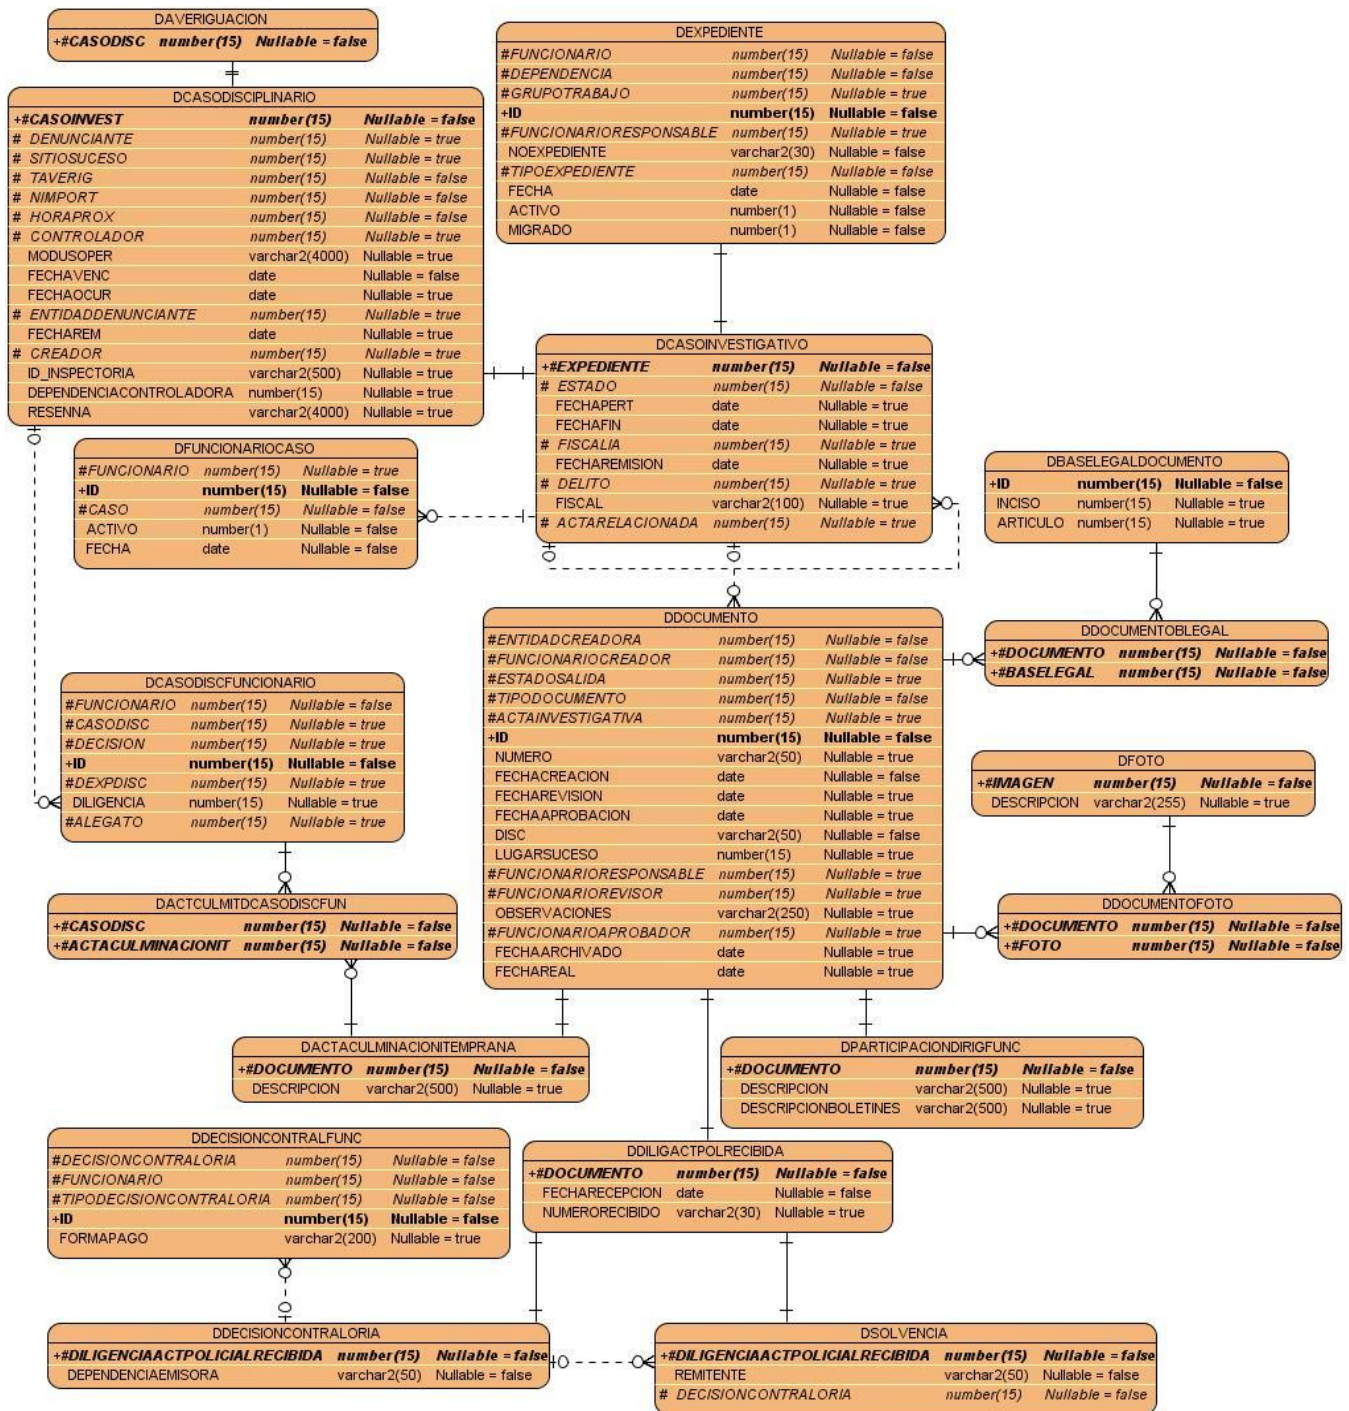 DAVERIGUACION
+#CASODISC number(15) Nullable = false
DEXPEDIENTE
#FUNCIONARIO number(15) Nullable = false
#DEPENDENCIA number(15) Nullable = false
#GRUPOTRABAJO number(15) Nullable = true
+ID number(15) Nullable = false
#FUNCIONARIORESPONSABLE number(15) Nullable = true
NOEXPEDIENTE varchar2(30) Nullable = false
#TIPOEXPEDIENTE number(15) Nullable = false
FECHA date Nullable = false
ACTIVO number(1) Nullable = false
MIGRADO number(1) Nullable = false
DCASODISCIPLINARIO
+#CASOINVEST number(15) Nullable = false
# DENUNCIANTE number(15) Nullable = true
# SITIOSUCESO number(15) Nullable = true
# TAVERIG number(15) Nullable = false
# NIMPORT number(15) Nullable = false
# HORAPROX number(15) Nullable = false
# CONTROLADOR number(15) Nullable = true
MODUSOPER varchar2(4000) Nullable = true
FECHAVENC date Nullable = false
FECHAOCUR date Nullable = true
# ENTIDADDENUNCIANTE number(15) Nullable = true
FECHAREM date Nullable = true
# CREADOR number(15) Nullable = true
ID_INSPECTORIA varchar2(500) Nullable = true
DEPENDENCIACONTROLADORA number(15) Nullable = true
RESENNA varchar2(4000) Nullable = true
DCASOINVESTIGATIVO
+#EXPEDIENTE number(15) Nullable = false
# ESTADO number(15) Nullable = false
FECHAPERT date Nullable = true
FECHAFIN date Nullable = true
# FISCALIA number(15) Nullable = true
FECHAREMISION date Nullable = true
# DELITO number(15) Nullable = true
FISCAL varchar2(100) Nullable = true
# ACTARELACIONADA number(15) Nullable = true
DFUNCIONARIOCASO
#FUNCIONARIO number(15) Nullable = true
+ID number(15) Nullable = false
#CASO number(15) Nullable = false
ACTIVO number(1) Nullable = false
FECHA date Nullable = false
DBASELEGALDOCUMENTO
+ID number(15) Nullable = false
INCISO number(15) Nullable = true
ARTICULO number(15) Nullable = true
DDOCUMENTO
#ENTIDADCREADORA number(15) Nullable = false
#FUNCIONARIOCREADOR number(15) Nullable = false
#ESTADOSALIDA number(15) Nullable = true
#TIPODOCUMENTO number(15) Nullable = false
#ACTAINVESTIGATIVA number(15) Nullable = true
+ID number(15) Nullable = false
NUMERO varchar2(50) Nullable = true
FECHACREACION date Nullable = false
FECHAREVISION date Nullable = true
FECHAAPROBACION date Nullable = true
DISC varchar2(50) Nullable = false
LUGARSUCESO number(15) Nullable = true
#FUNCIONARIORESPONSABLE number(15) Nullable = true
#FUNCIONARIOREVISOR number(15) Nullable = true
OBSERVACIONES varchar2(250) Nullable = true
#FUNCIONARIOAPROBADOR number(15) Nullable = true
FECHAARCHIVADO date Nullable = true
FECHAREAL date Nullable = true
DDOCUMENTOBLEGAL
+#DOCUMENTO number(15) Nullable = false
+#BASELEGAL number(15) Nullable = false
DCASODISCFUNCIONARIO
#FUNCIONARIO number(15) Nullable = false
#CASODISC number(15) Nullable = true
#DECISION number(15) Nullable = true
+ID number(15) Nullable = false
#DEXPDISC number(15) Nullable = true
DILIGENCIA number(15) Nullable = true
#ALEGATO number(15) Nullable = true
DFOTO
+#IMAGEN number(15) Nullable = false
DESCRIPCION varchar2(255) Nullable = true
DACTCULMITDCASODISCFUN
+#CASODISC number(15) Nullable = false
+#ACTACULMINACIONIT number(15) Nullable = false
DDOCUMENTOFOTO
+#DOCUMENTO number(15) Nullable = false
+#FOTO number(15) Nullable = false
DACTACULMINACIONITEMPRANA
+#DOCUMENTO number(15) Nullable = false
DESCRIPCION varchar2(500) Nullable = true
DPARTICIPACIONDIRIGFUNC
+#DOCUMENTO number(15) Nullable = false
DESCRIPCION varchar2(500) Nullable = true
DESCRIPCIONBOLETINES varchar2(500) Nullable = true
DDECISIONCONTRALFUNC
#DECISIONCONTRALORIA number(15) Nullable = false
#FUNCIONARIO number(15) Nullable = false
#TIPODECISIONCONTRALORIA number(15) Nullable = false
+ID number(15) Nullable = false
FORMAPAGO varchar2(200) Nullable = true
DDILIGACTPOLRECIBIDA
+#DOCUMENTO number(15) Nullable = false
FECHARECEPCION date Nullable = false
NUMERORECIBIDO varchar2(30) Nullable = true
DDECISIONCONTRALORIA
+#DILIGENCIAACTPOLICIALRECIBIDA number(15) Nullable = false
DEPENDENCIAEMISORA varchar2(50) Nullable = false
DSOLVENCIA
+#DILIGENCIAACTPOLICIALRECIBIDA number(15) Nullable = false
REMITENTE varchar2(50) Nullable = false
# DECISIONCONTRALORIA number(15) Nullable = false